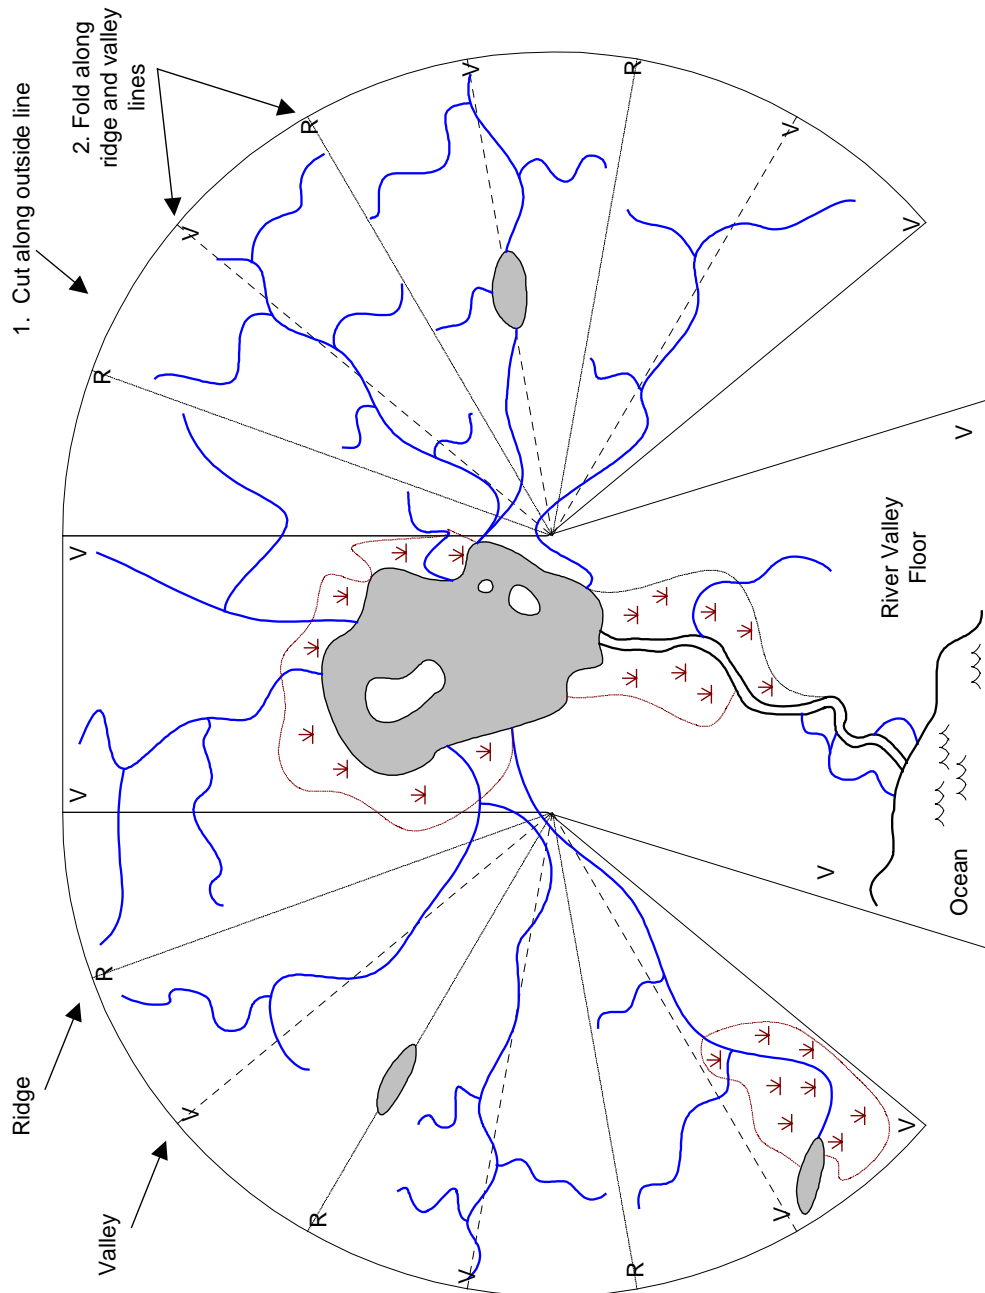 1. Cut along outside line
2. Fold along
ridge and valley
lines
Ridge
Valley
River Valley
Floor
Ocean
R
V
R
V
R
V
V
V
V
V
R
V
R
V
R
V
V
V
V